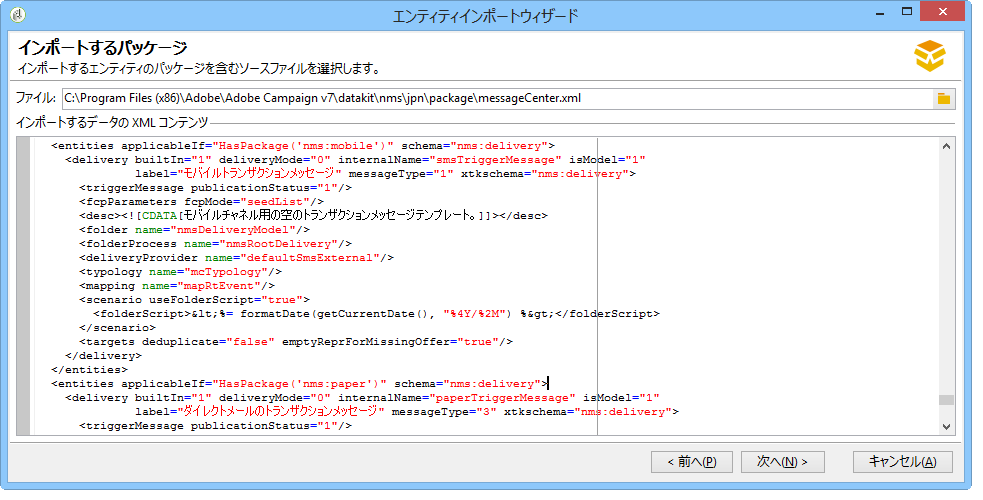 エンティティインポートウィザード
インポートするパッケージ
インポートするエンティティのパッケージを含むソースファイルを選択します。
ファイル: C:\Program Files (x86)\Adobe\Adobe Campaign v7\datakit\nms\jpn\package\messageCenter.xml
インポートするデータの XML コンテンツ
<entities applicableIf="HasPackage('nms:mobile')" schema="nms:delivery">
<delivery builtIn="1" deliveryMode="0" internalName="smsTriggerMessage" isModel="1"
label="モバイルトランザクションメッセージ" messageType="1" xtkschema="nms:delivery">
<triggerMessage publicationStatus="1"/>
<fcpParameters fcpMode="seedList"/>
<desc><![CDATA[モバイルチャネル用の空のトランザクションメッセージテンプレート。]]></desc>
<folder name="nmsDeliveryModel"/>
<folderProcess name="nmsRootDelivery"/>
<deliveryProvider name="defaultSmsExternal"/>
<typology name="mcTypology"/>
<mapping name="mapRtEvent"/>
<scenario useFolderScript="true">
<folderScript>&lt;%= formatDate(getCurrentDate(), "%4Y/%2M") %&gt;</folderScript>
</scenario>
<targets deduplicate="false" emptyReprForMissingOffer="true"/>
</delivery>
</entities>
<entities applicableIf="HasPackage('nms:paper')" schema="nms:delivery">
<delivery builtIn="1" deliveryMode="0" internalName="paperTriggerMessage" isModel="1"
label="ダイレクトメールのトランザクションメッセージ" messageType="3" xtkschema="nms:delivery">
<triggerMessage publicationStatus="1"/>
< 前へ(P) 次へ(N) > キャンセル(A)